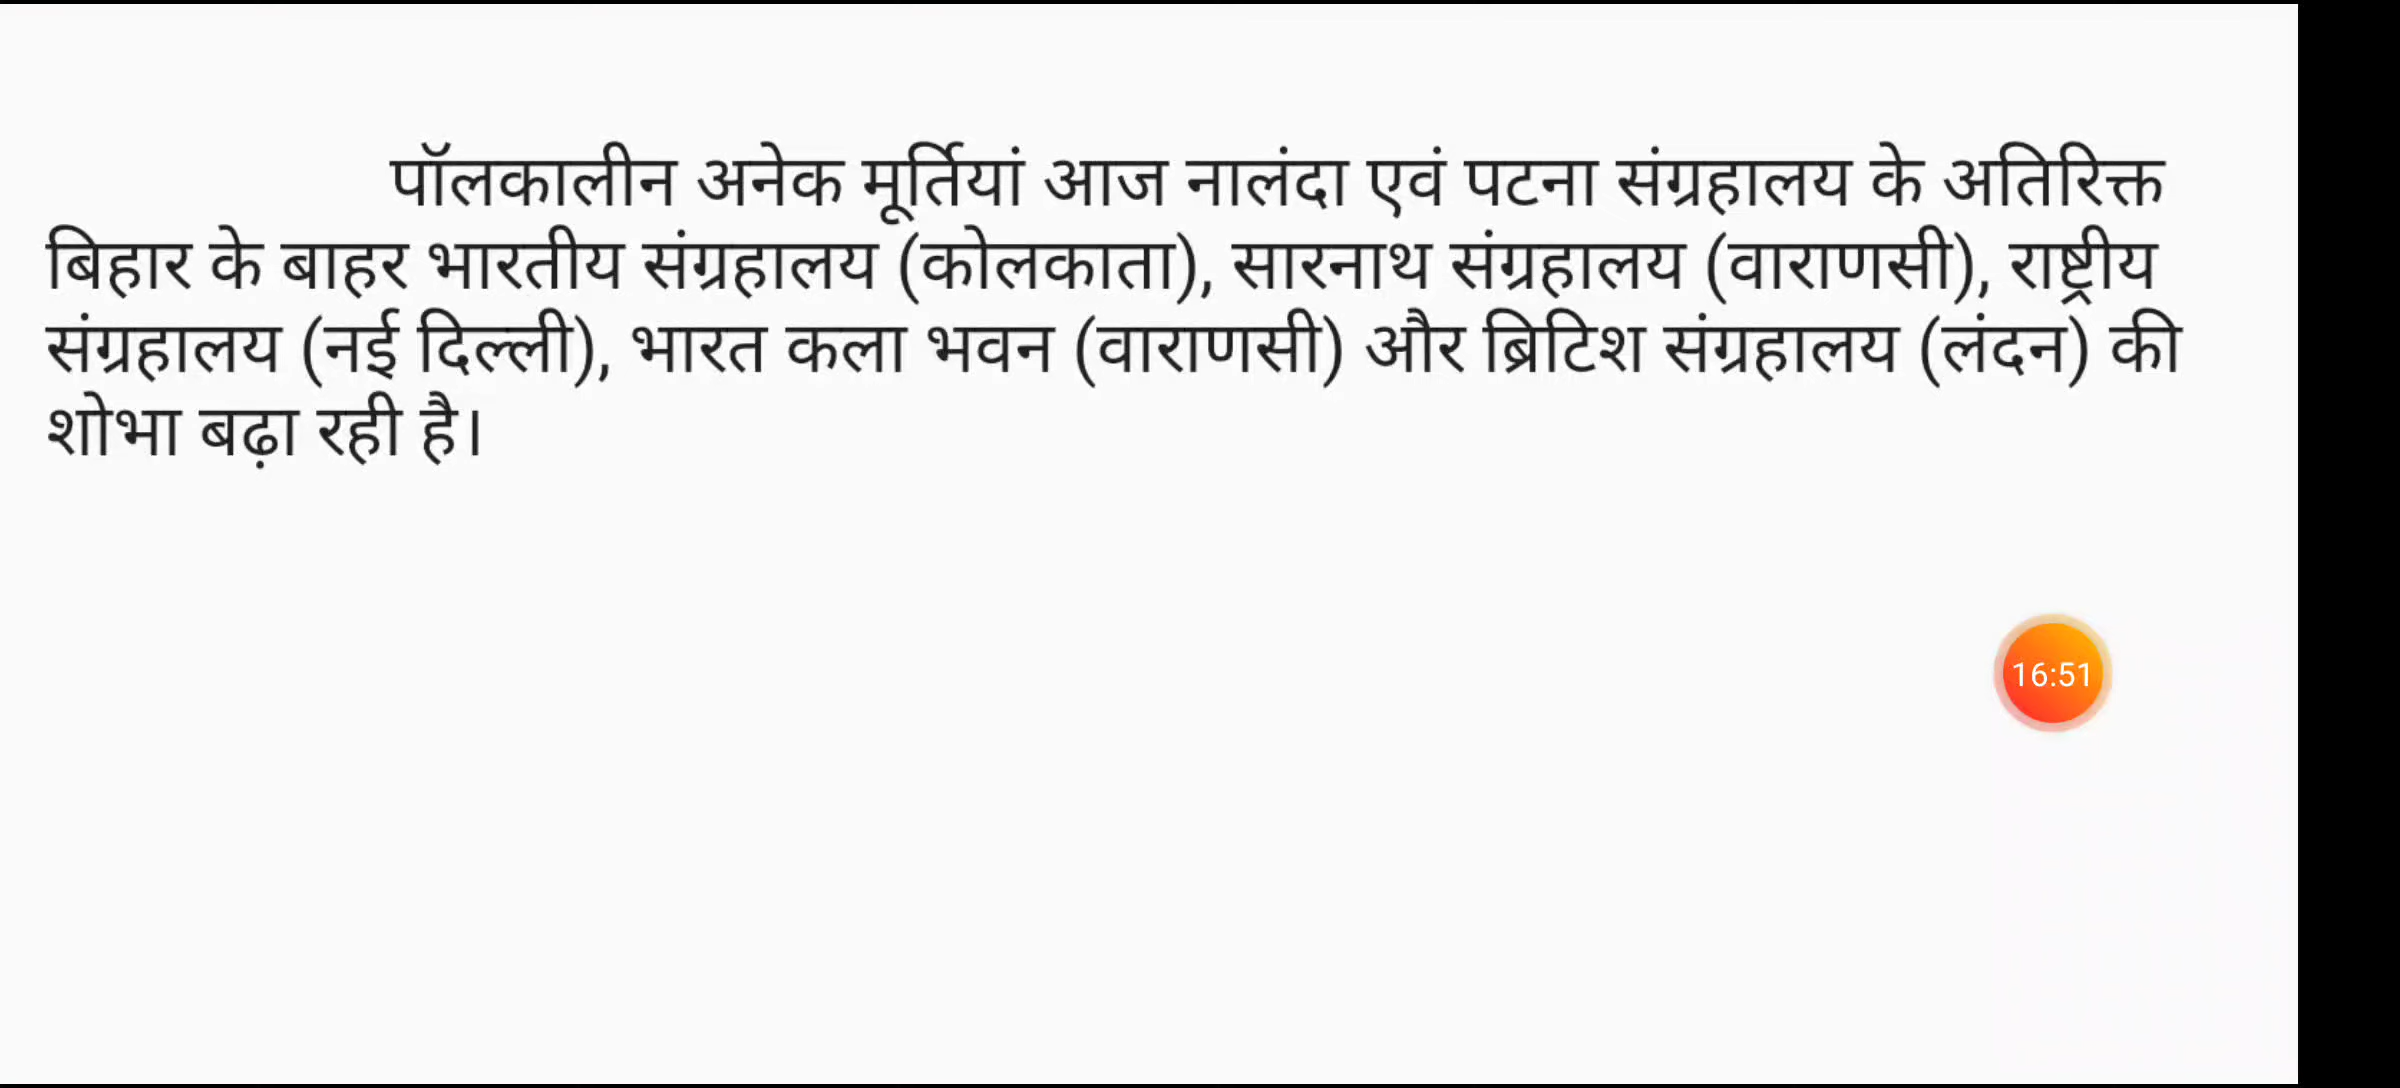 पॉलकालीन अनेक मूर्तियां आज नालंदा एवं पटना संग्रहालय के अतिरिक्त
बिहार के बाहर भारतीय संग्रहालय (कोलकाता), सारनाथ संग्रहालय (वाराणसी), राष्ट्रीय
संग्रहालय (नई दिल्ली), भारत कला भवन (वाराणसी) और ब्रिटिश संग्रहालय (लंदन) की
शोभा बढ़ा रही है।
16:51